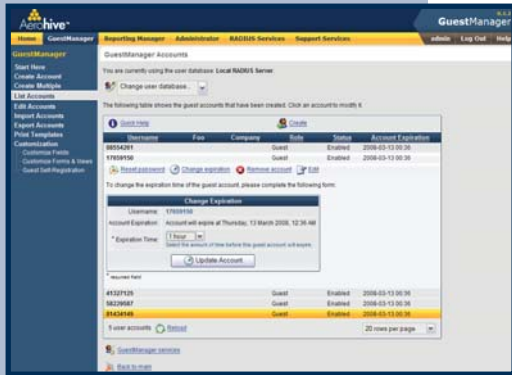 Aerohive
GuestManager
Home GuestManager Reporting Manager Administrator RADIUS Services Support Services admin Log Out Help
GuestManager
Start Here
Create Account
Create Multiple
List Accounts
Edit Accounts
Import Accounts
Export Accounts
Print Templates
Customization
Customize Fields
Customize Forms & Views
Guest Self-Registration
GuestManager Accounts
You are currently using the user database: Local RADIUS Server.
Change user database...
The following table shows the guest accounts that have been created. Click an account to modify it.
Quick Help Create
Username Company Role Status Account Expiration
08554201 Guest Enabled 2008-03-13 00:36
17859150 Guest Enabled 2008-03-13 00:36
Reset password Change expiration Remove account Edit
To change the expiration time of the guest account, please complete the following form:
Change Expiration
Username: 17859150
Account Expiration: Account will expire at Thursday, 13 March 2008, 12:36 AM
* Expiration Time: 1 hour
Select the amount of time before this guest account will expire.
Update Account
* required field
41327125 Guest Enabled 2008-03-13 00:36
58239587 Guest Enabled 2008-03-13 00:36
81434146 Guest Enabled 2008-03-13 00:36
5 user accounts Reload 20 rows per page
GuestManager services
Back to main